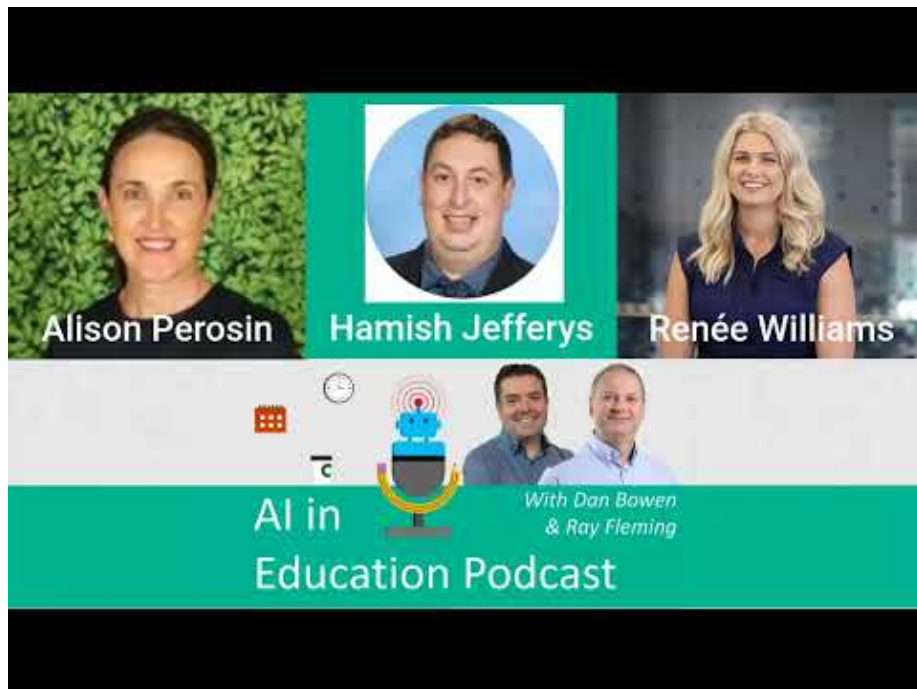 Alison Perosin
Hamish Jefferys
Renée Williams
With Dan Bowen
& Ray Fleming
AI in
Education Podcast